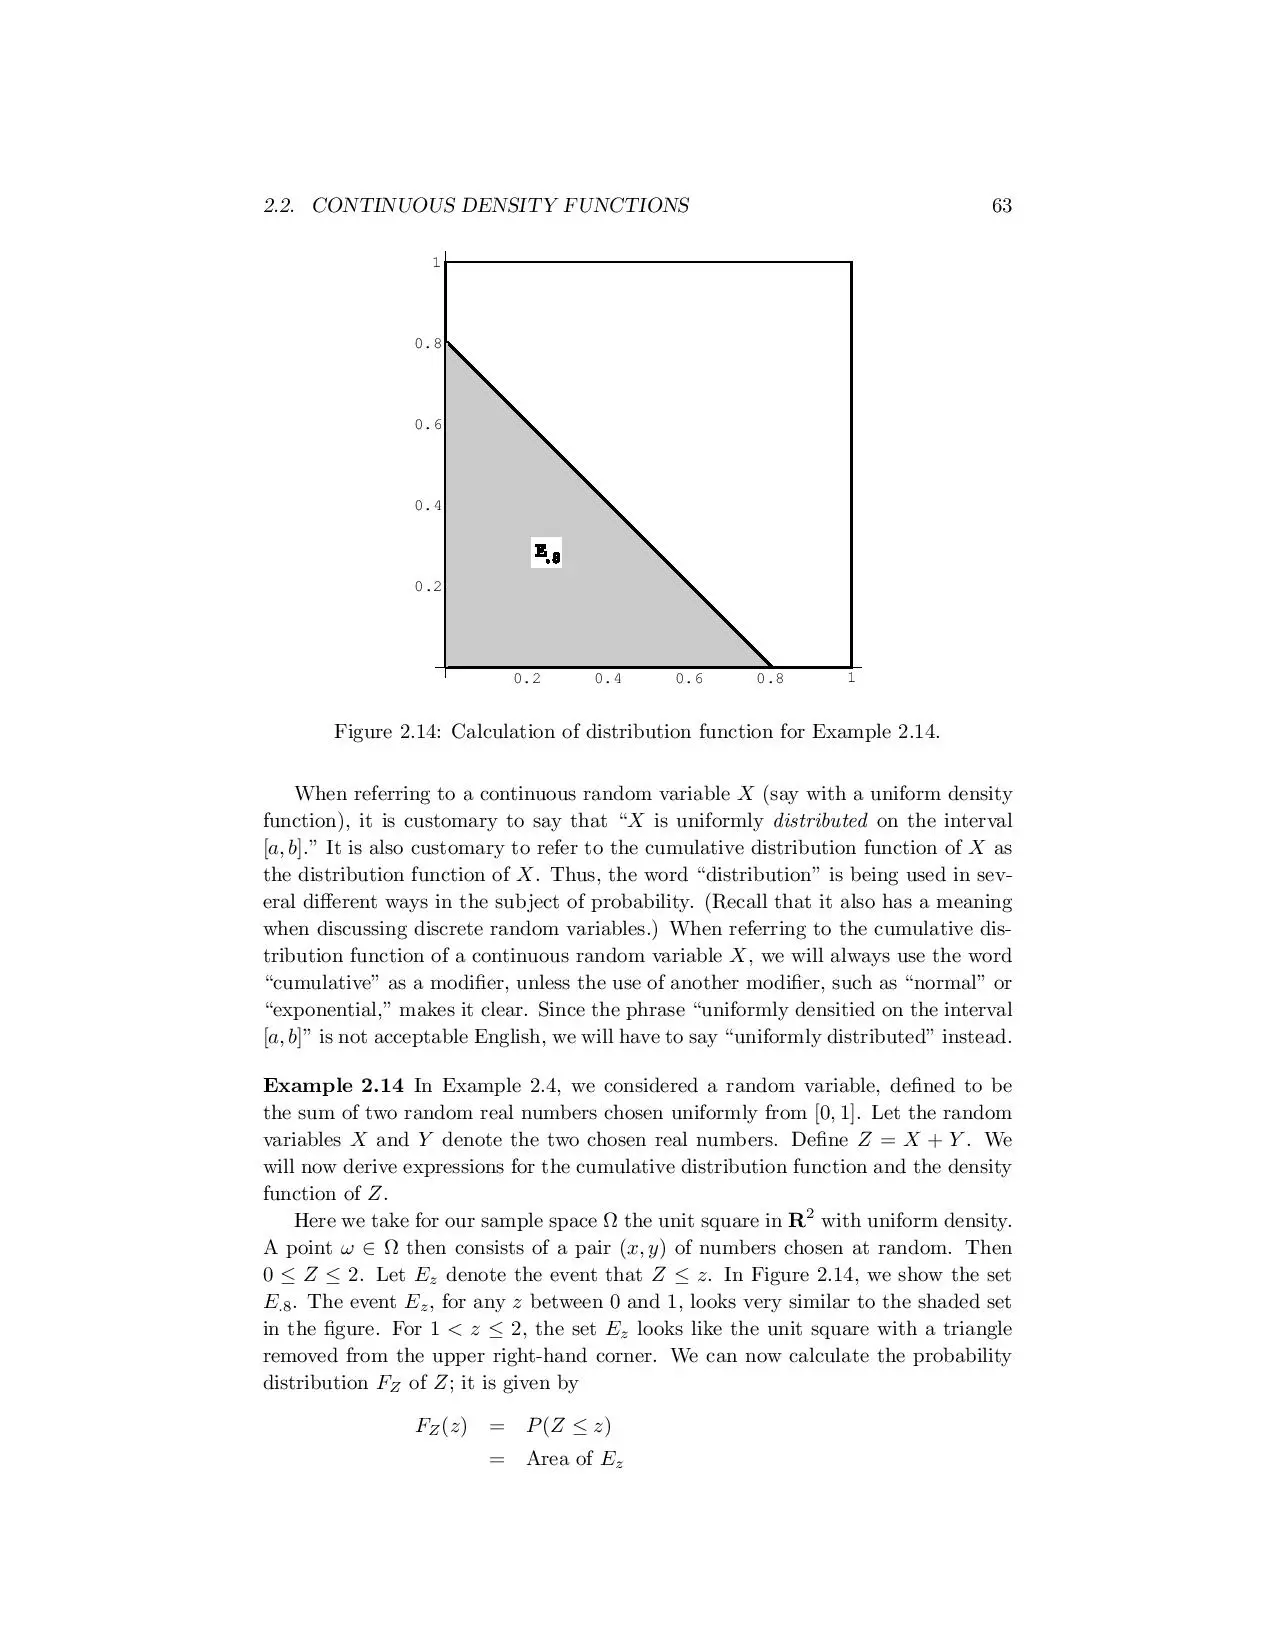 2.2. CONTINUOUS DENSITY FUNCTIONS 63
1
0.8
0.6
0.4
E.8
0.2
0.2 0.4 0.6 0.8 1
Figure 2.14: Calculation of distribution function for Example 2.14.
When referring to a continuous random variable X (say with a uniform density
function), it is customary to say that “X is uniformly distributed on the interval
[a, b].” It is also customary to refer to the cumulative distribution function of X as
the distribution function of X. Thus, the word “distribution” is being used in sev-
eral different ways in the subject of probability. (Recall that it also has a meaning
when discussing discrete random variables.) When referring to the cumulative dis-
tribution function of a continuous random variable X, we will always use the word
“cumulative” as a modifier, unless the use of another modifier, such as “normal” or
“exponential,” makes it clear. Since the phrase “uniformly densitied on the interval
[a, b]” is not acceptable English, we will have to say “uniformly distributed” instead.
Example 2.14 In Example 2.4, we considered a random variable, defined to be
the sum of two random real numbers chosen uniformly from [0, 1]. Let the random
variables X and Y denote the two chosen real numbers. Define Z = X + Y. We
will now derive expressions for the cumulative distribution function and the density
function of Z.
Here we take for our sample space Ω the unit square in R² with uniform density.
A point ω ∈ Ω then consists of a pair (x, y) of numbers chosen at random. Then
0 ≤ Z ≤ 2. Let E_z denote the event that Z ≤ z. In Figure 2.14, we show the set
E_.8. The event E_z, for any z between 0 and 1, looks very similar to the shaded set
in the figure. For 1 < z ≤ 2, the set E_z looks like the unit square with a triangle
removed from the upper right-hand corner. We can now calculate the probability
distribution F_Z of Z; it is given by
F_Z(z) = P(Z ≤ z)
= Area of E_z